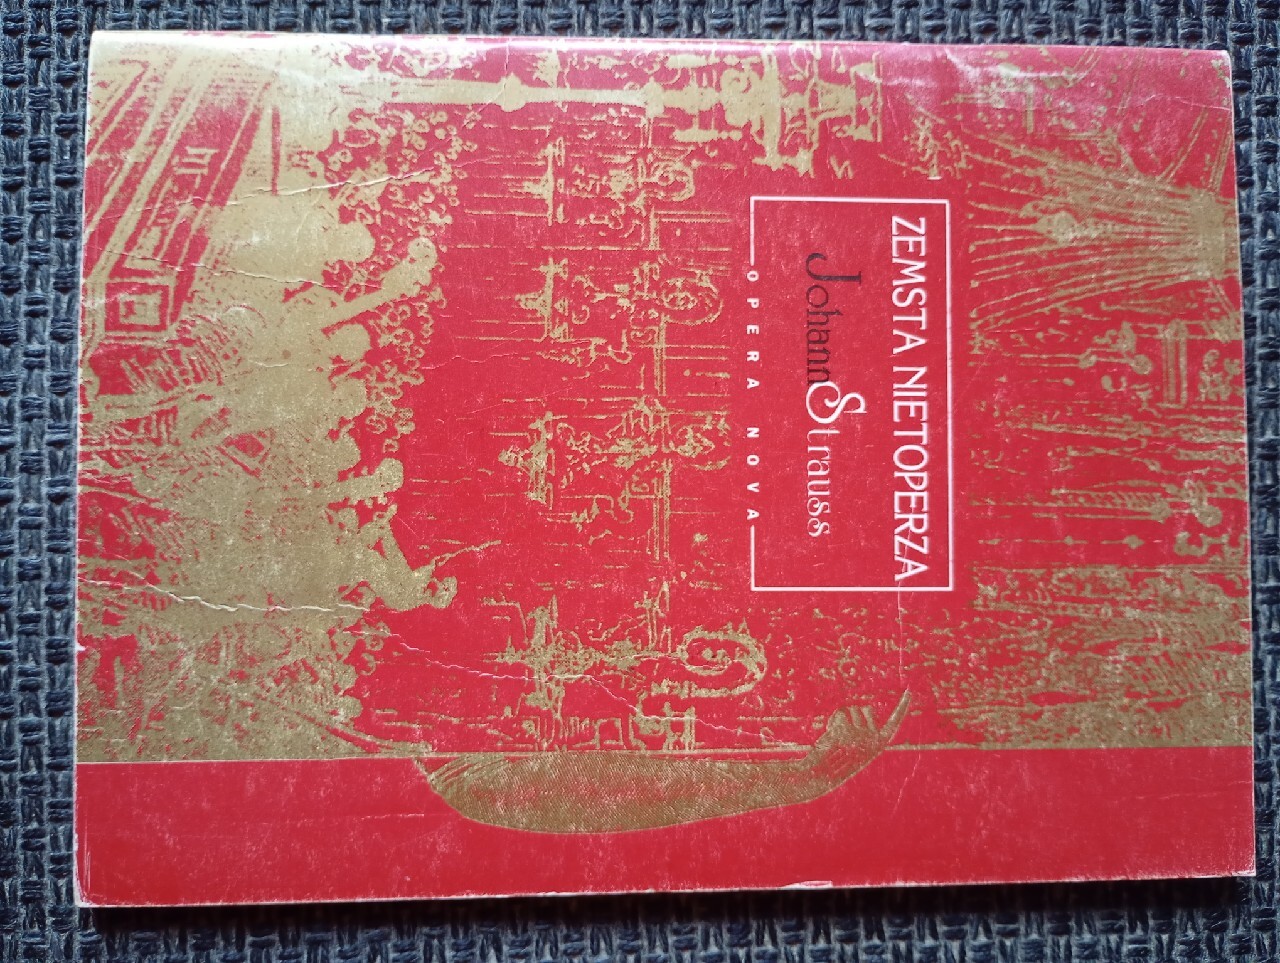 ZEMSTA NIETOPERZA
Johann Strauss
OPERA NOVA